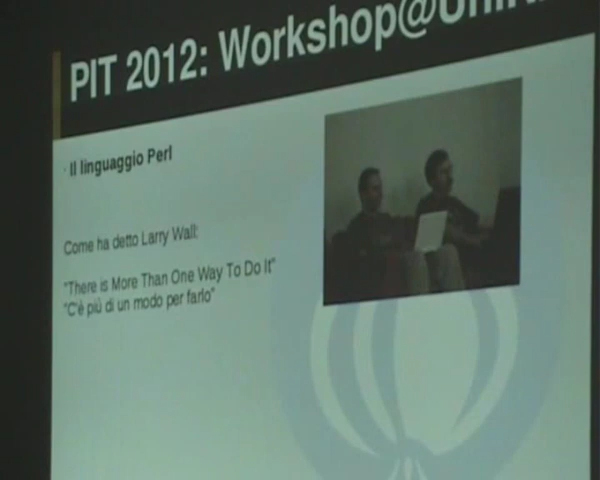 PIT 2012: Workshop@
· Il linguaggio Perl
Come ha detto Larry Wall:
"There is More Than One Way To Do It"
"C'è più di un modo per farlo"